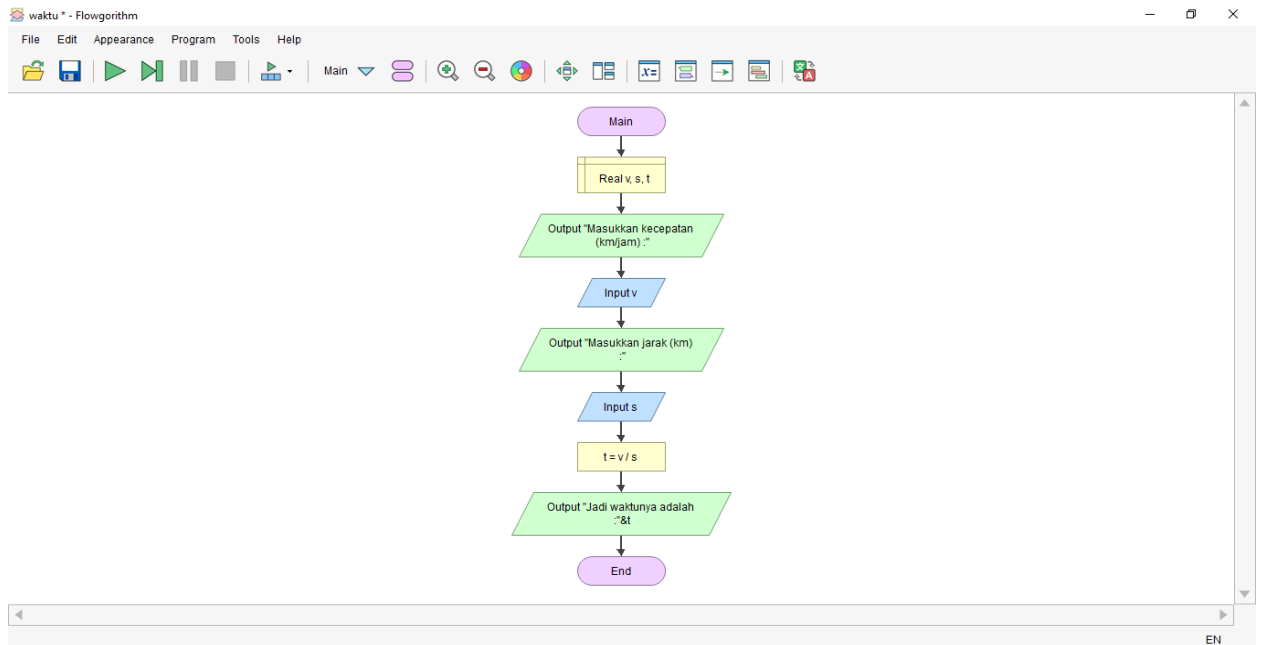 waktu * - Flowgorithm
File Edit Appearance Program Tools Help
Main
x=
文
A
Main
Real v, s, t
Output "Masukkan kecepatan
(km/jam) :"
Input v
Output "Masukkan jarak (km)
:"
Input s
t = v / s
Output "Jadi waktunya adalah
:"&t
End
EN